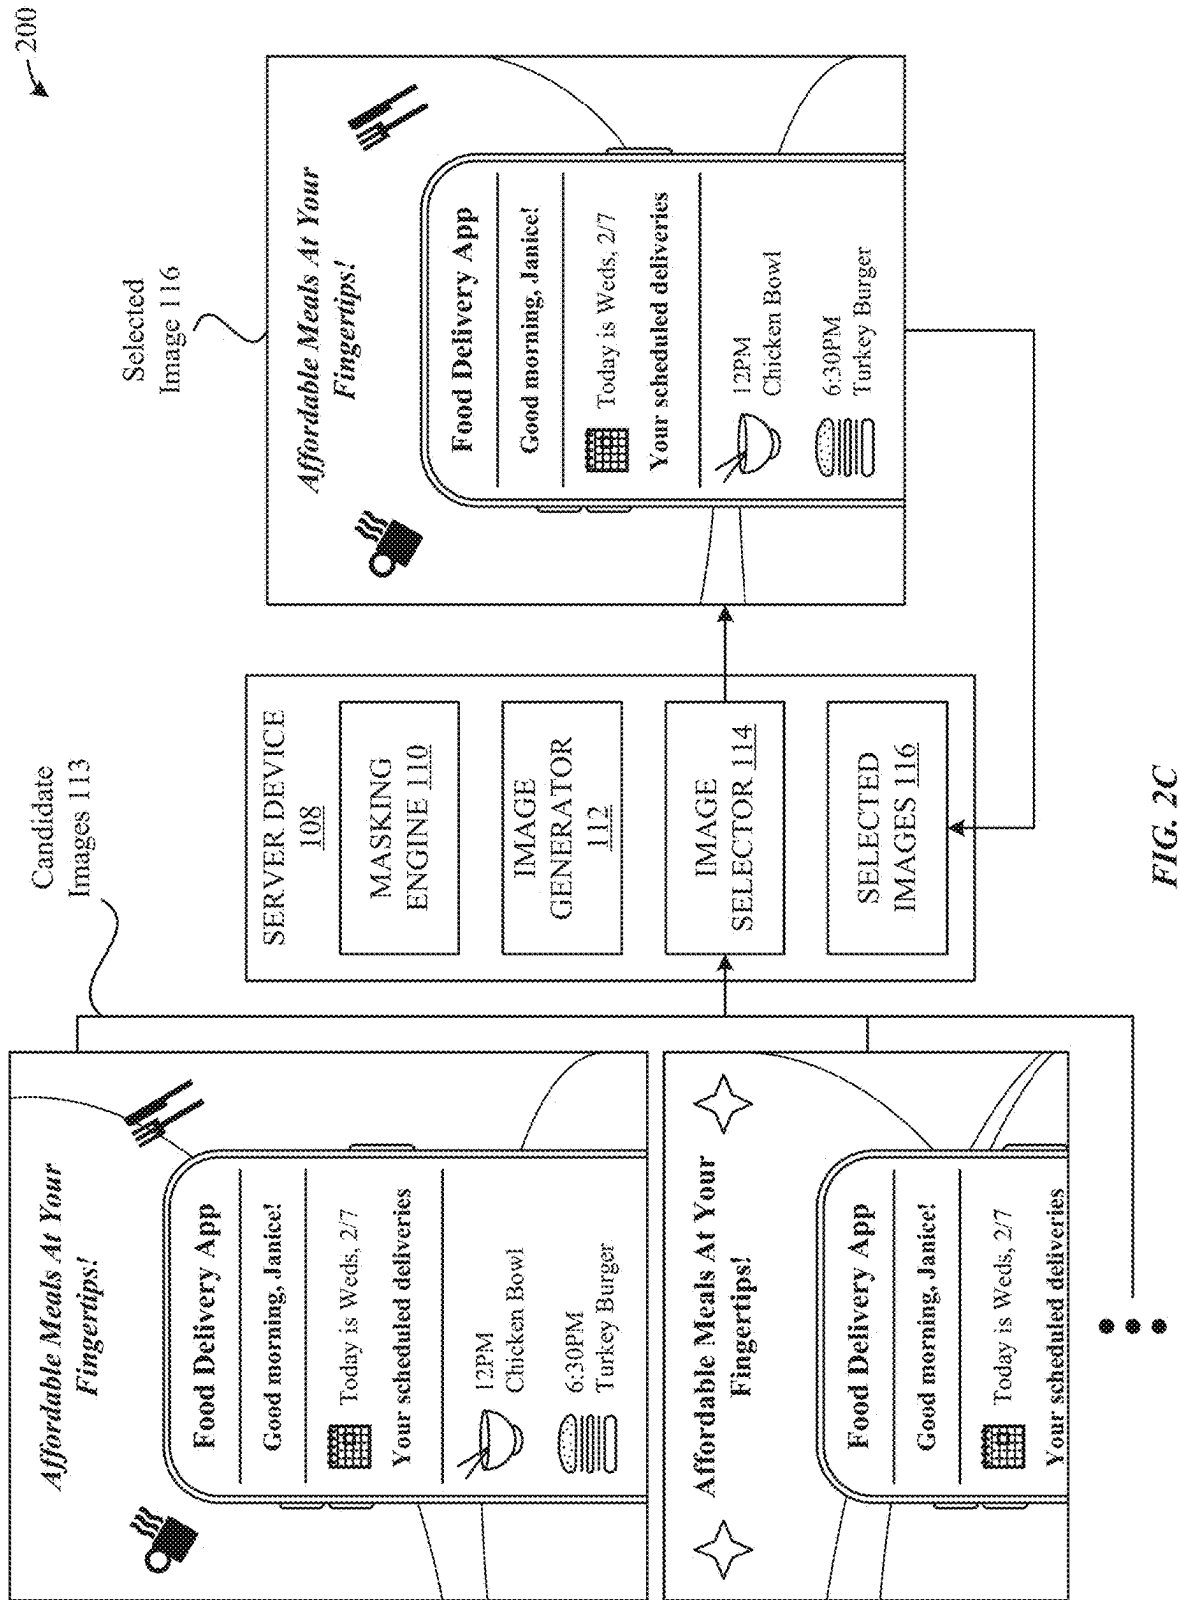 200
Affordable Meals At Your
Fingertips!
Food Delivery App
Good morning, Janice!
Today is Weds, 2/7
Your scheduled deliveries
12PM
Chicken Bowl
6:30PM
Turkey Burger
Affordable Meals At Your
Fingertips!
Food Delivery App
Good morning, Janice!
Today is Weds, 2/7
Your scheduled deliveries
Candidate
Images 113
SERVER DEVICE
108
MASKING
ENGINE 110
IMAGE
GENERATOR
112
IMAGE
SELECTOR 114
SELECTED
IMAGES 116
Selected
Image 116
Affordable Meals At Your
Fingertips!
Food Delivery App
Good morning, Janice!
Today is Weds, 2/7
Your scheduled deliveries
12PM
Chicken Bowl
6:30PM
Turkey Burger
FIG. 2C